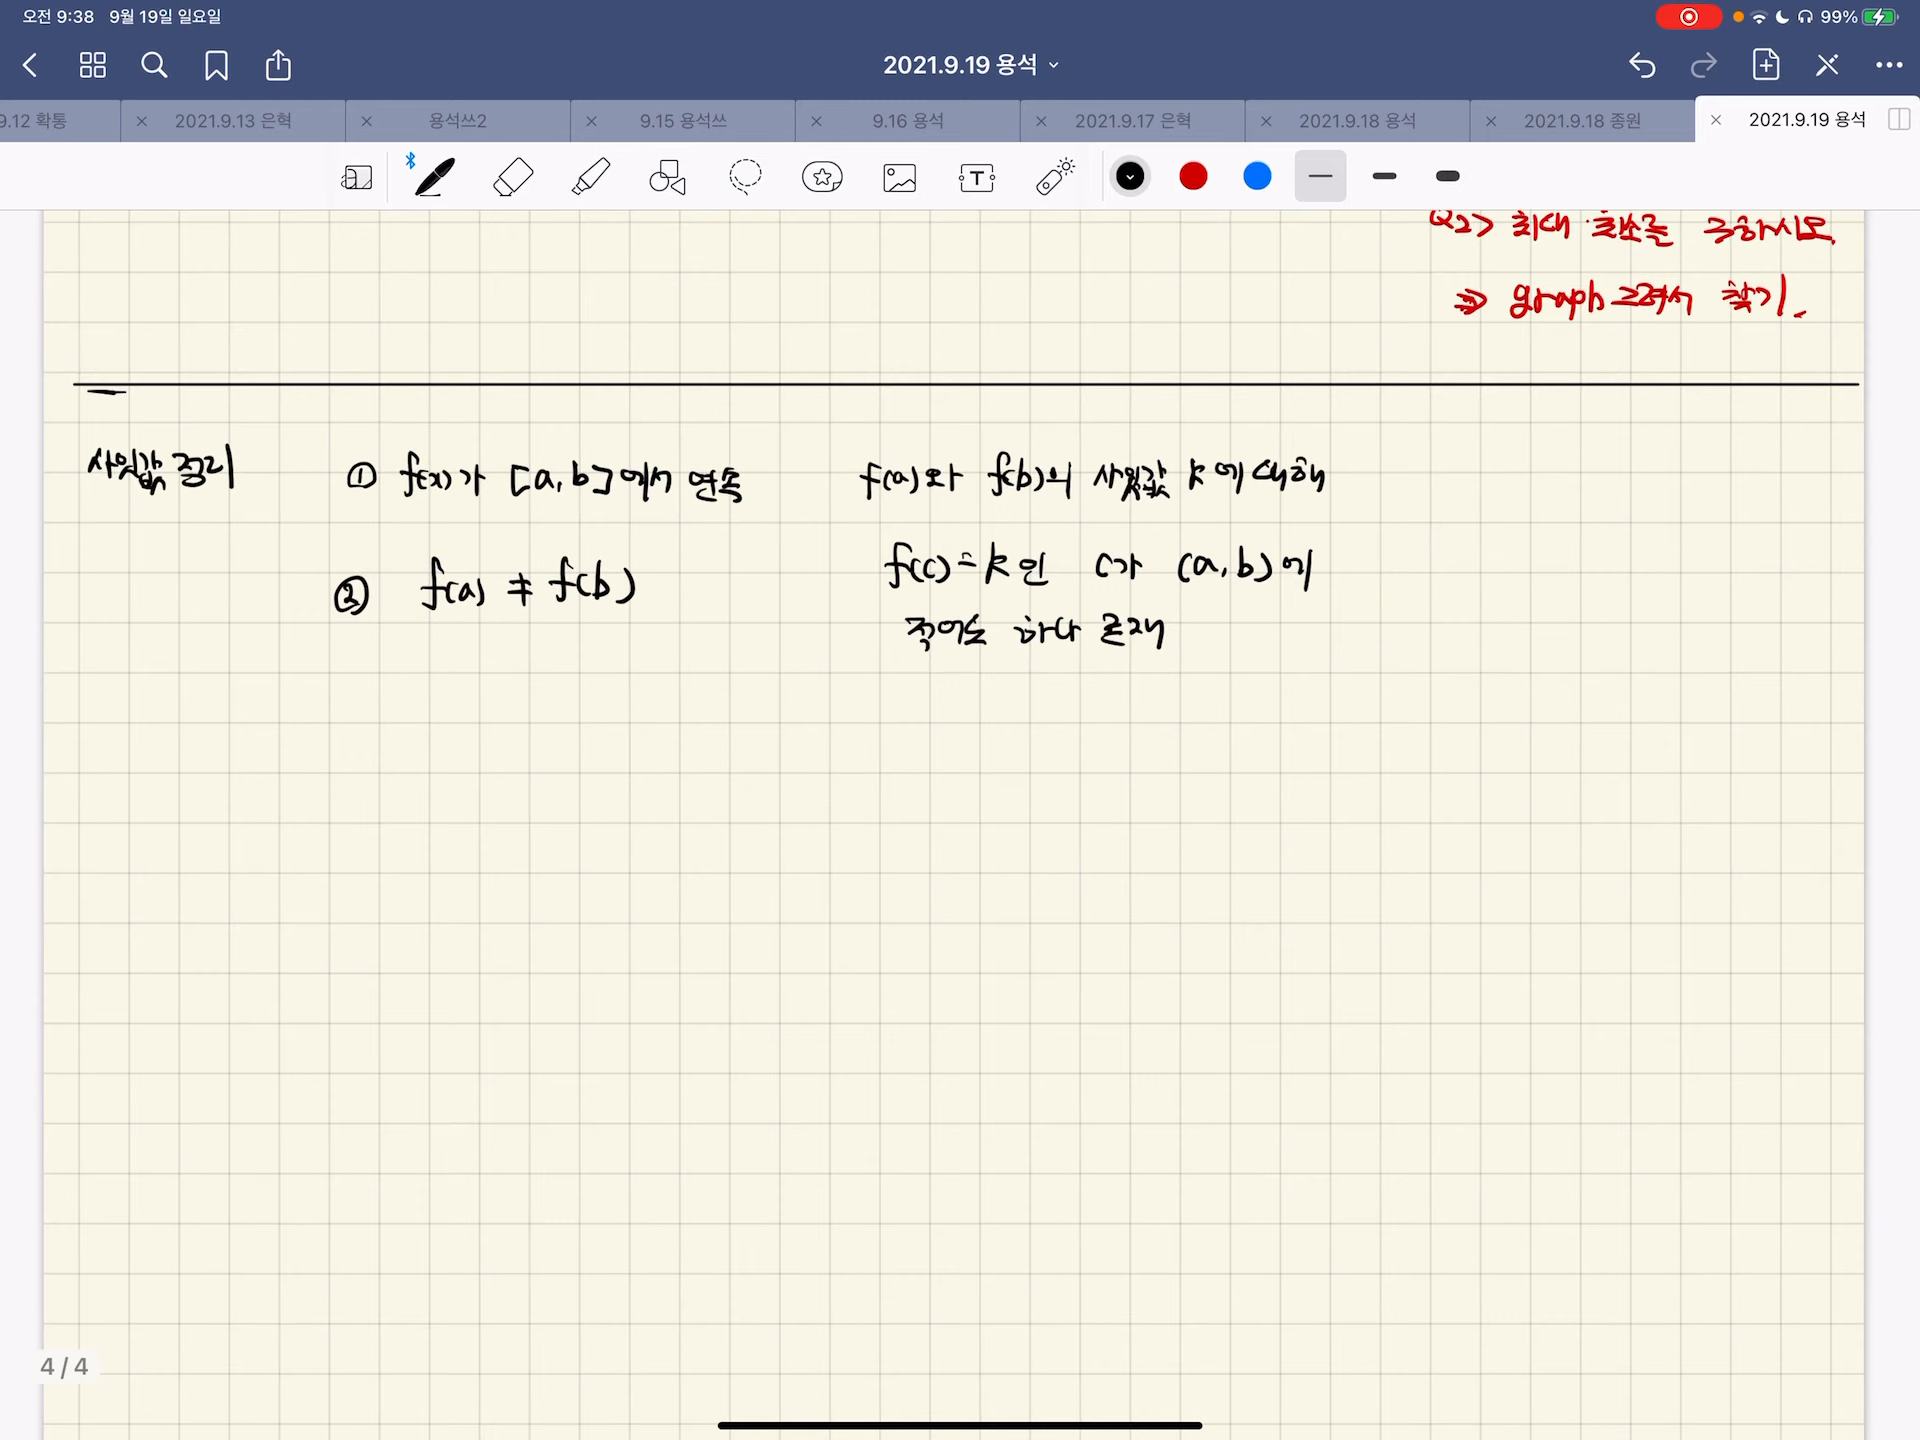 오전 9:38 9월 19일 일요일
99%
2021.9.19 용석
9.12 확통
2021.9.13 은혁
용석쓰2
9.15 용석쓰
9.16 용석
2021.9.17 은혁
2021.9.18 용석
2021.9.18 종원
2021.9.19 용석
Q2> 최대 최소를 구하시오.
⇒ graph 그려서 찾기.
사잇값 정리
① f(x)가 [a, b]에서 연속
f(a)와 f(b)의 사잇값 k에 대해
② f(a) ≠ f(b)
f(c)=k인 c가 (a, b)에
적어도 하나 존재
4 / 4